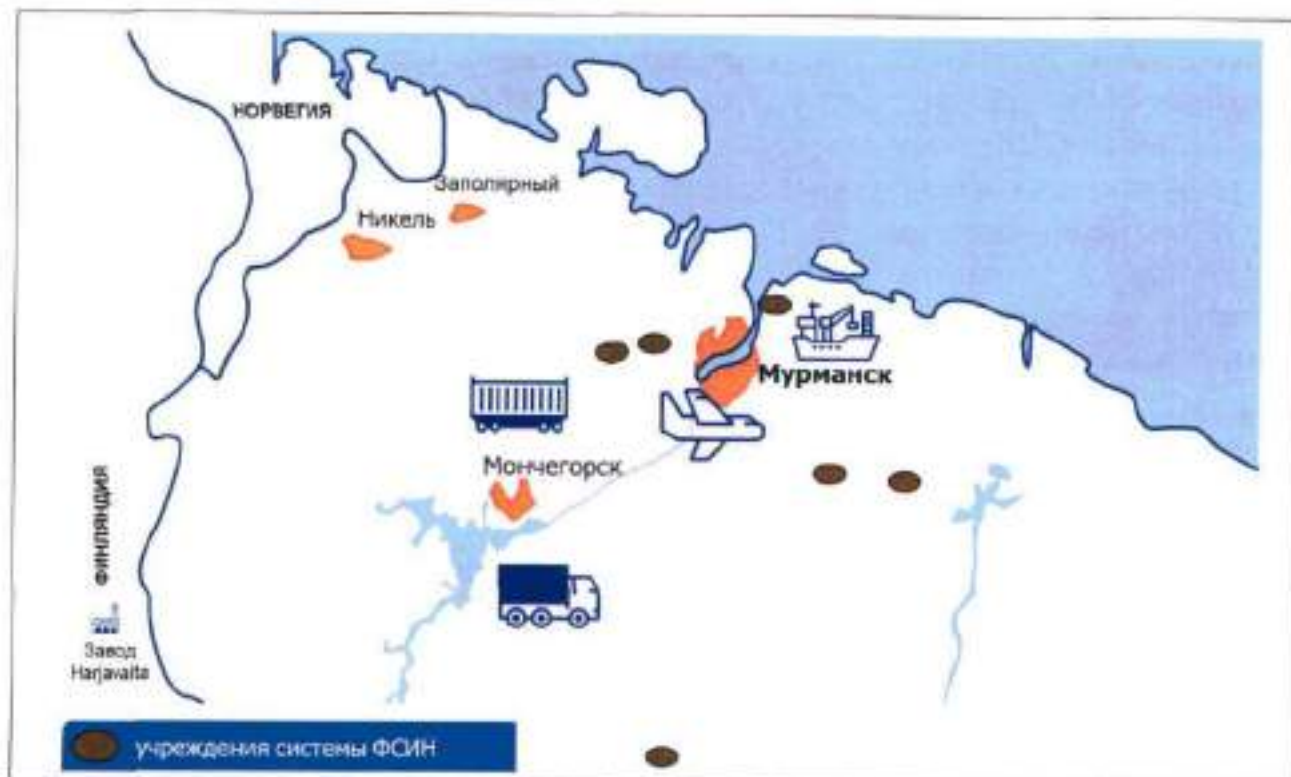 НОРВЕГИЯ
Заполярный
Никель
Мурманск
Мончегорск
ФИНЛЯНДИЯ
Завод
Harjavalta
учреждения системы ФСИН